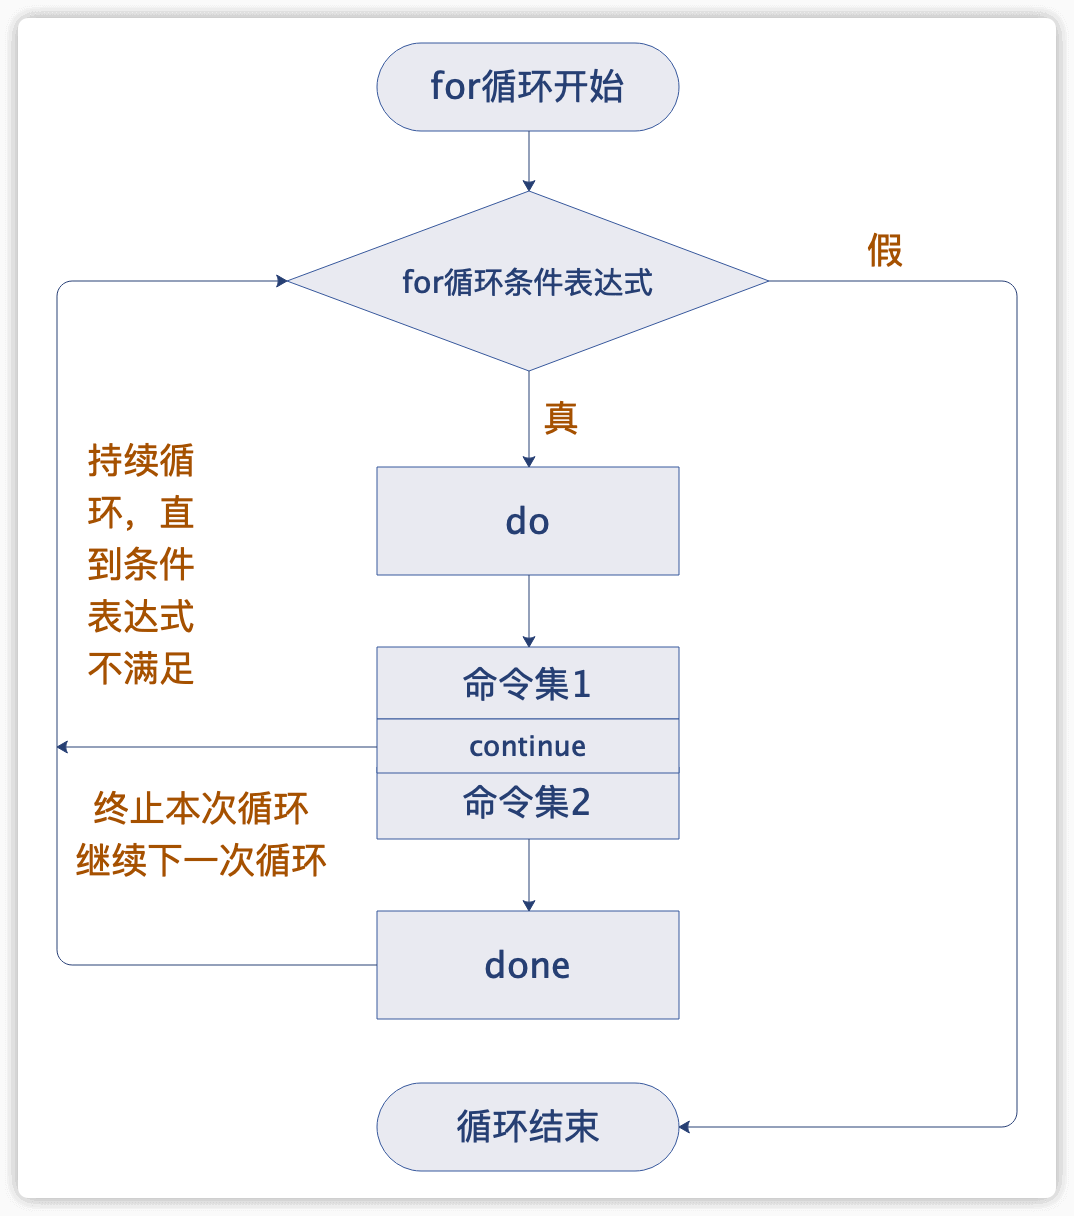 for循环开始
for循环条件表达式
假
真
持续循
环，直
到条件
表达式
不满足
do
命令集1
continue
命令集2
终止本次循环
继续下一次循环
done
循环结束